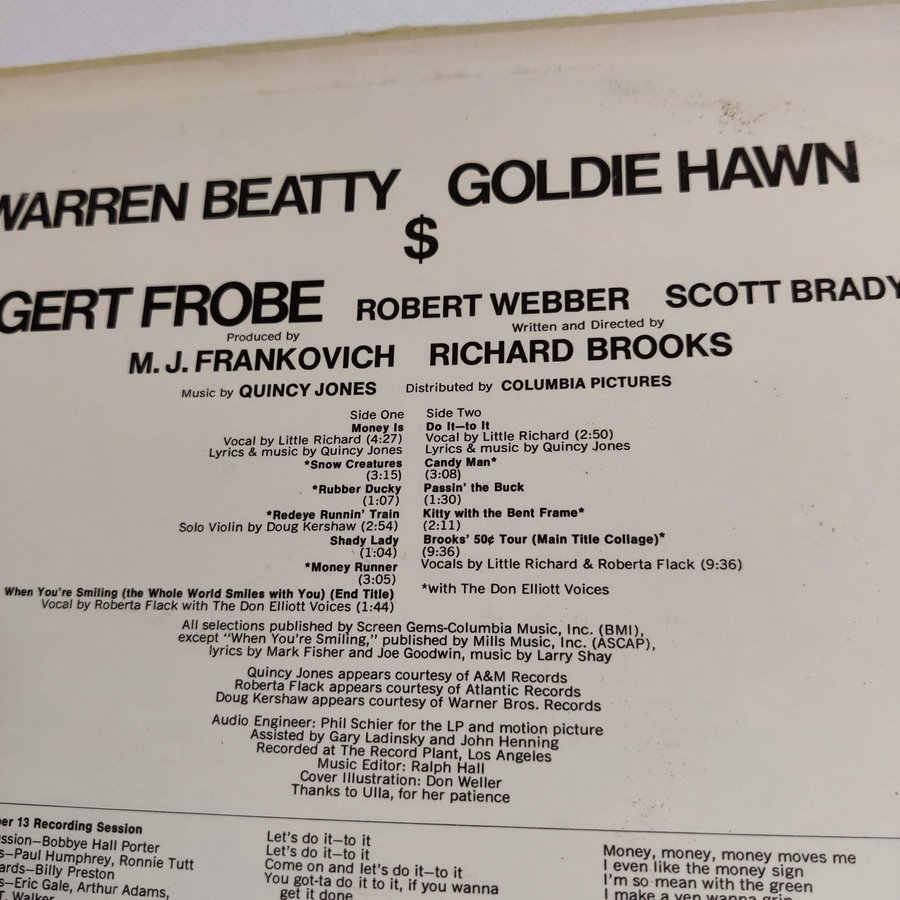 WARREN BEATTY GOLDIE HAWN
$
GERT FROBE ROBERT WEBBER SCOTT BRADY
Produced by Written and Directed by
M. J. FRANKOVICH RICHARD BROOKS
Music by QUINCY JONES Distributed by COLUMBIA PICTURES
Side One
Money Is
Vocal by Little Richard (4:27)
Lyrics & music by Quincy Jones
*Snow Creatures
(3:15)
*Rubber Ducky
(1:07)
*Redeye Runnin' Train
Solo Violin by Doug Kershaw (2:54)
Shady Lady
(1:04)
*Money Runner
(3:05)
When You're Smiling (the Whole World Smiles with You) (End Title)
Vocal by Roberta Flack with The Don Elliott Voices (1:44)
Side Two
Do It—to It
Vocal by Little Richard (2:50)
Lyrics & music by Quincy Jones
Candy Man*
(3:08)
Passin' the Buck
(1:30)
Kitty with the Bent Frame*
(2:11)
Brooks' 50¢ Tour (Main Title Collage)*
(9:36)
Vocals by Little Richard & Roberta Flack (9:36)
*with The Don Elliott Voices
All selections published by Screen Gems-Columbia Music, Inc. (BMI),
except "When You're Smiling," published by Mills Music, Inc. (ASCAP),
lyrics by Mark Fisher and Joe Goodwin, music by Larry Shay
Quincy Jones appears courtesy of A&M Records
Roberta Flack appears courtesy of Atlantic Records
Doug Kershaw appears courtesy of Warner Bros. Records
Audio Engineer: Phil Schier for the LP and motion picture
Assisted by Gary Ladinsky and John Henning
Recorded at The Record Plant, Los Angeles
Music Editor: Ralph Hall
Cover Illustration: Don Weller
Thanks to Ulla, for her patience
13 Recording Session
—Bobbye Hall Porter
—Paul Humphrey, Ronnie Tutt
—Billy Preston
—Eric Gale, Arthur Adams,
T. Walker
Let's do it—to it
Let's do it—to it
Come on and let's do it—to it
You got-ta do it to it, if you wanna
get it done
Money, money, money moves me
I even like the money sign
I'm so mean with the green
I make a yen wanna grin